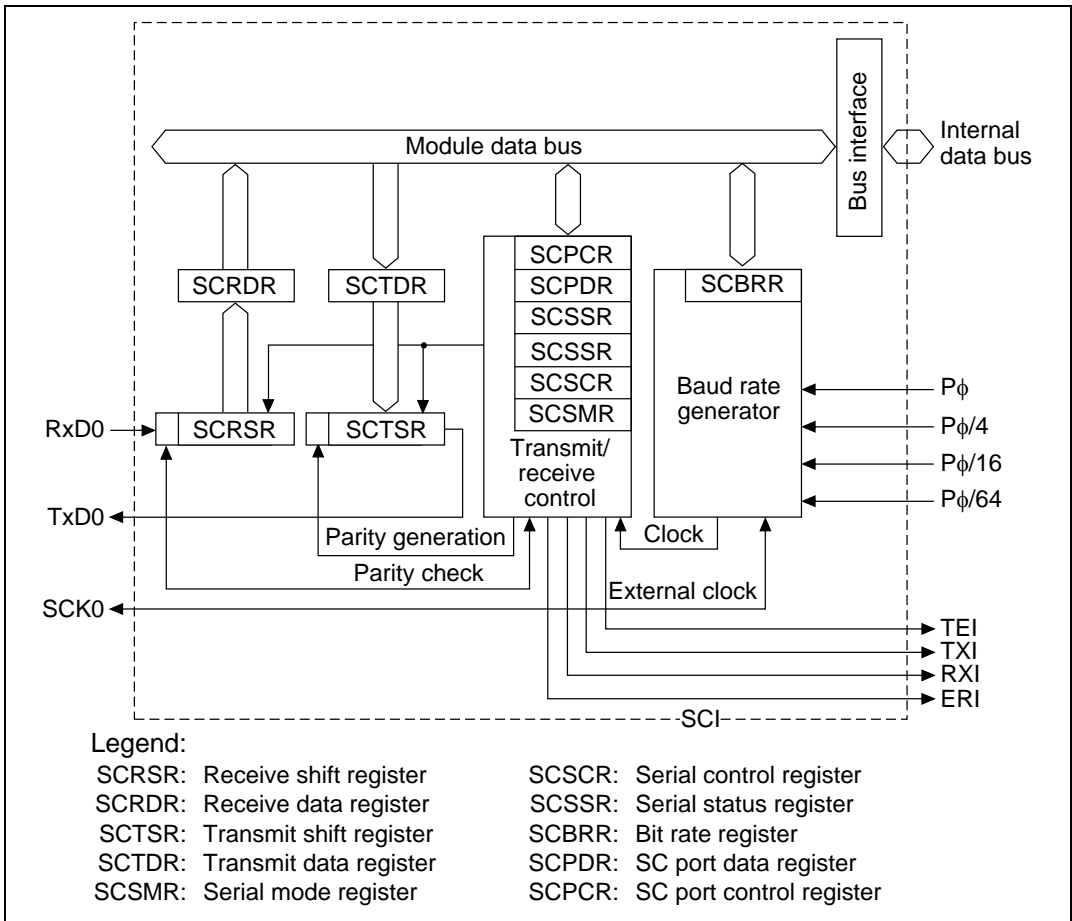 Module data bus
Bus interface
Internal
data bus
SCRDR
SCTDR
SCPCR
SCPDR
SCSSR
SCSSR
SCSCR
SCSMR
Transmit/
receive
control
SCBRR
Baud rate
generator
Pϕ
Pϕ/4
Pϕ/16
Pϕ/64
RxD0
SCRSR
SCTSR
TxD0
Parity generation
Parity check
Clock
SCK0
External clock
TEI
TXI
RXI
ERI
SCI
Legend:
SCRSR: Receive shift register
SCRDR: Receive data register
SCTSR: Transmit shift register
SCTDR: Transmit data register
SCSMR: Serial mode register
SCSCR: Serial control register
SCSSR: Serial status register
SCBRR: Bit rate register
SCPDR: SC port data register
SCPCR: SC port control register